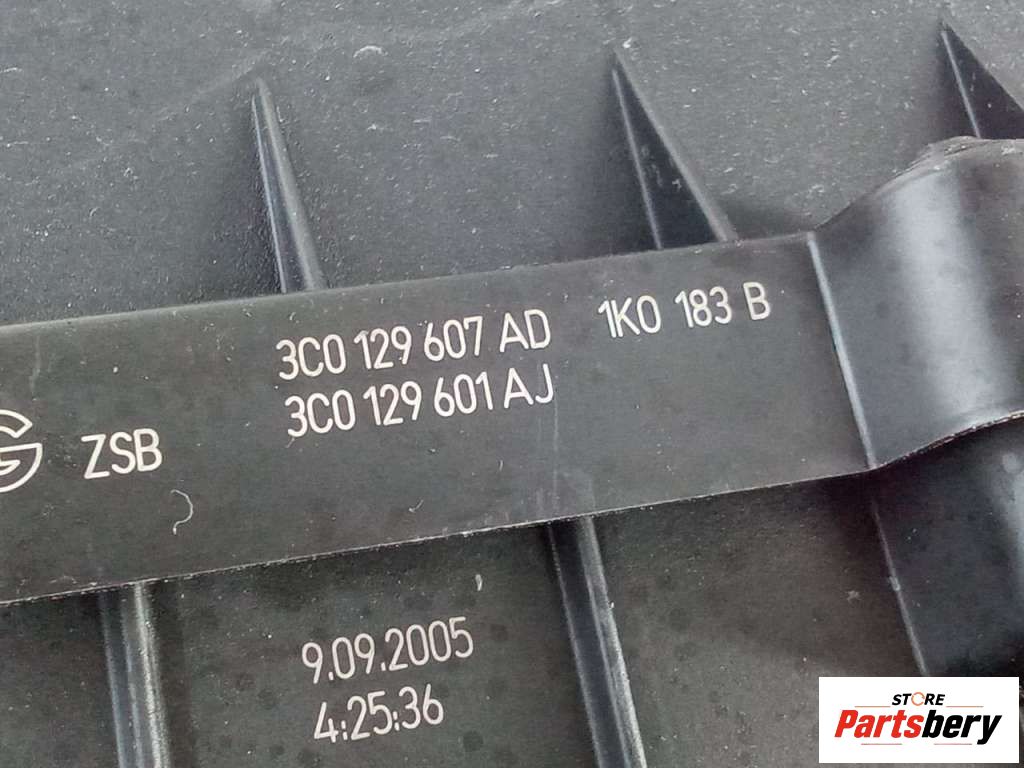 3C0 129 607 AD 1K0 183 B
3C0 129 601 AJ
ZSB
9.09.2005
4:25:36
STORE
Partsbery